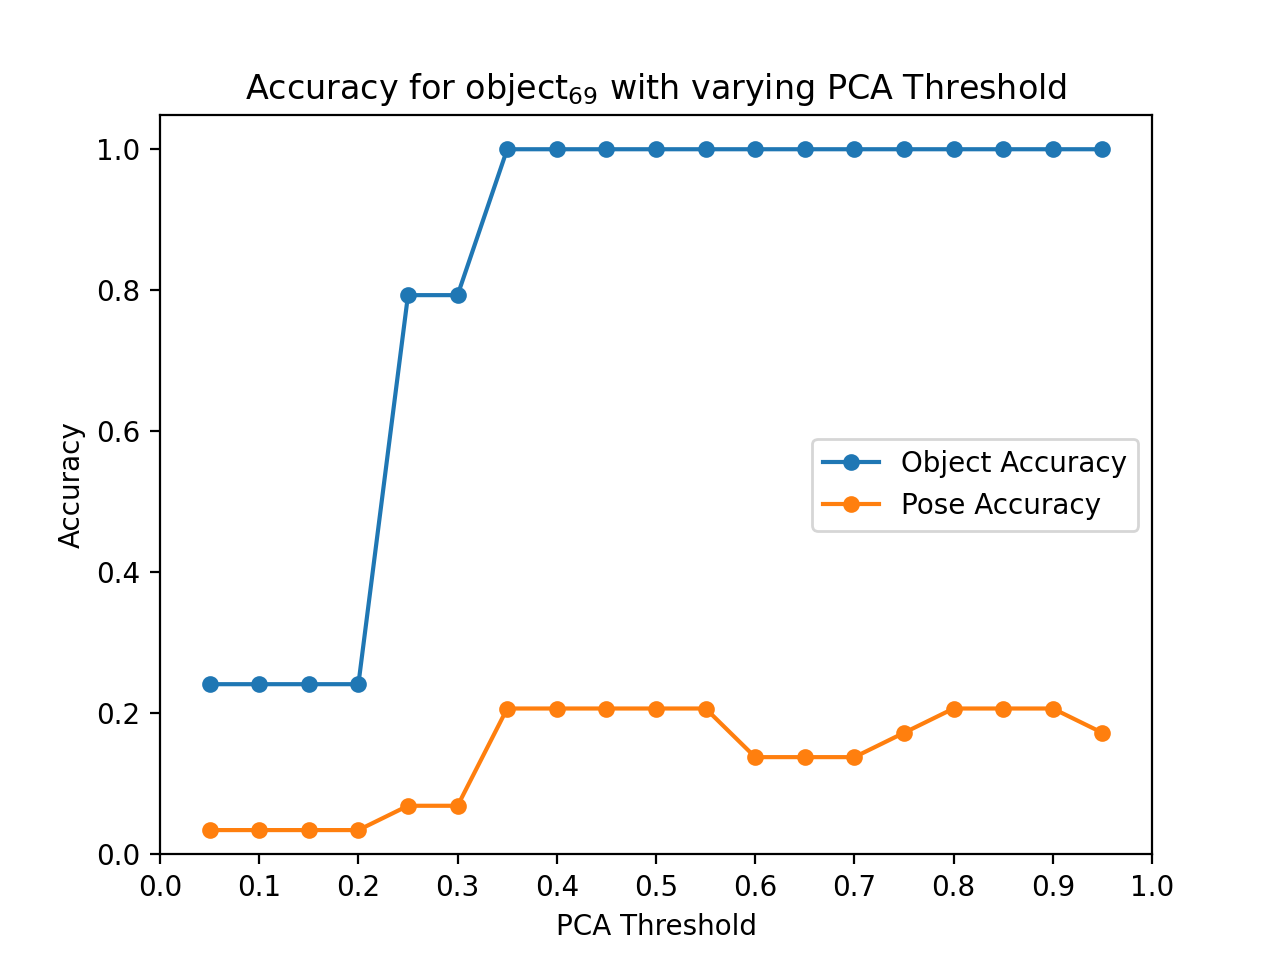 Accuracy for object₆₉ with varying PCA Threshold
1.0
0.8
0.6
0.4
0.2
0.0
Accuracy
Object Accuracy
Pose Accuracy
0.0 0.1 0.2 0.3 0.4 0.5 0.6 0.7 0.8 0.9 1.0
PCA Threshold